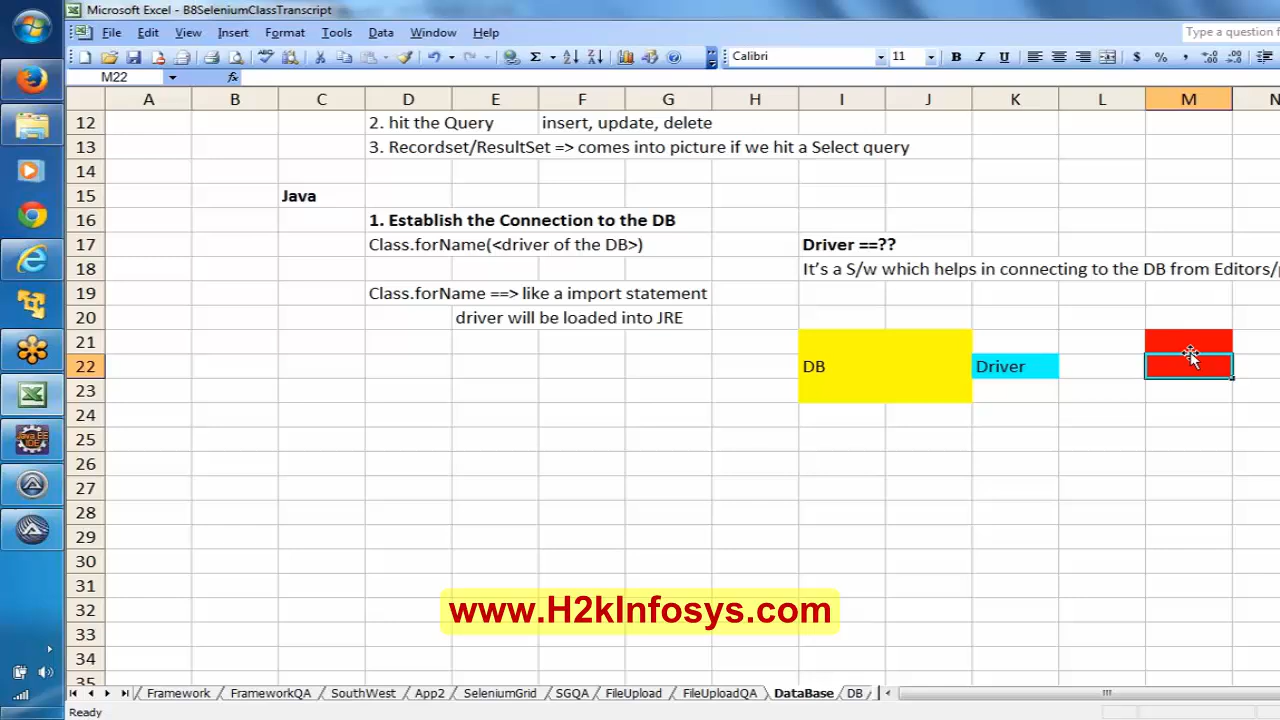 Microsoft Excel - B8SeleniumClassTranscript
File Edit View Insert Format Tools Data Window Help
Type a question f
Calibri 11 B I U $ % ,
M22 fx
A B C D E F G H I J K L M N
12 2. hit the Query insert, update, delete
13 3. Recordset/ResultSet => comes into picture if we hit a Select query
14
15 Java
16 1. Establish the Connection to the DB
17 Class.forName(<driver of the DB>) Driver ==??
18 It's a S/w which helps in connecting to the DB from Editors/p
19 Class.forName ==> like a import statement
20 driver will be loaded into JRE
21
22 DB Driver
23
24
25
26
27
28
29
30
31
32
33
34
35
www.H2kInfosys.com
Framework FrameworkQA SouthWest App2 SeleniumGrid SGQA FileUpload FileUploadQA DataBase DB
Ready